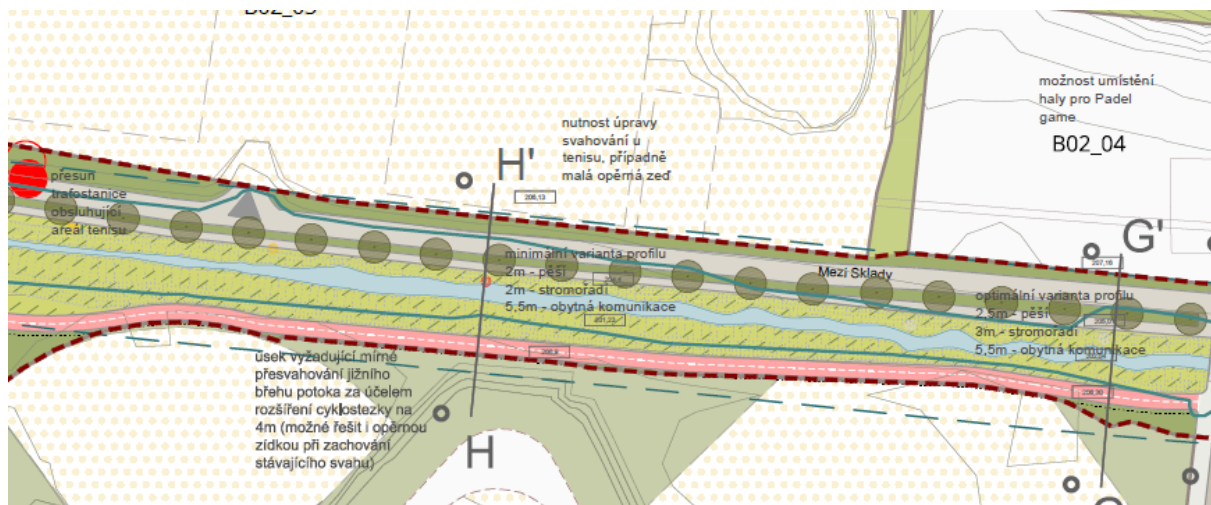 B02_05
možnost umístění
haly pro Padel
game
B02_04
nutnost úpravy
svahování u
tenisu, případně
malá opěrná zeď
H'
206,13
přesun
trafostanice
obsluhující
areál tenisu
G'
207,16
minimální varianta profilu
2m - pěší
2m - stromořadí
5,5m - obytná komunikace
Mezi Sklady
optimální varianta profilu
2,5m - pěší
3m - stromořadí
5,5m - obytná komunikace
úsek vyžadující mírné
přesvahování jižního
břehu potoka za účelem
rozšíření cyklostezky na
4m (možné řešit i opěrnou
zídkou při zachování
stávajícího svahu)
H